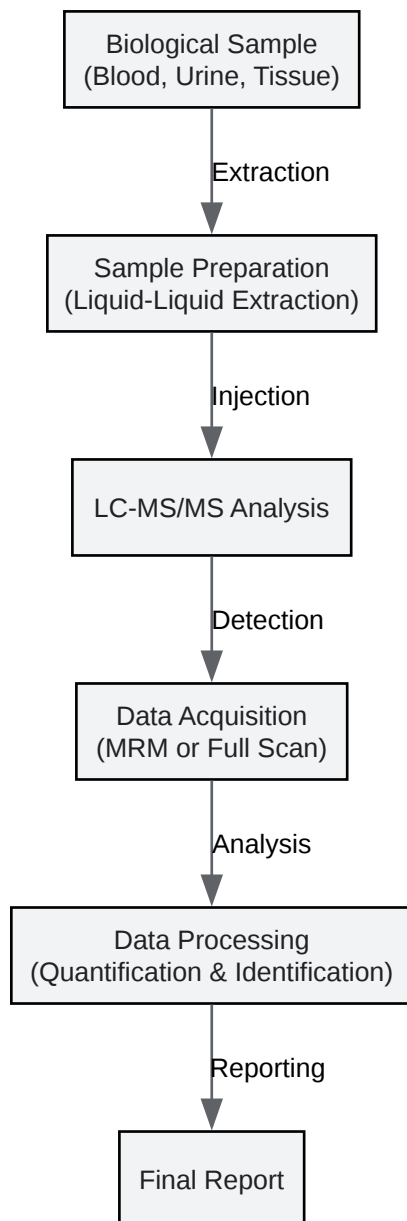 Biological Sample
(Blood, Urine, Tissue)
Extraction
Sample Preparation
(Liquid-Liquid Extraction)
Injection
LC-MS/MS Analysis
Detection
Data Acquisition
(MRM or Full Scan)
Analysis
Data Processing
(Quantification & Identification)
Reporting
Final Report